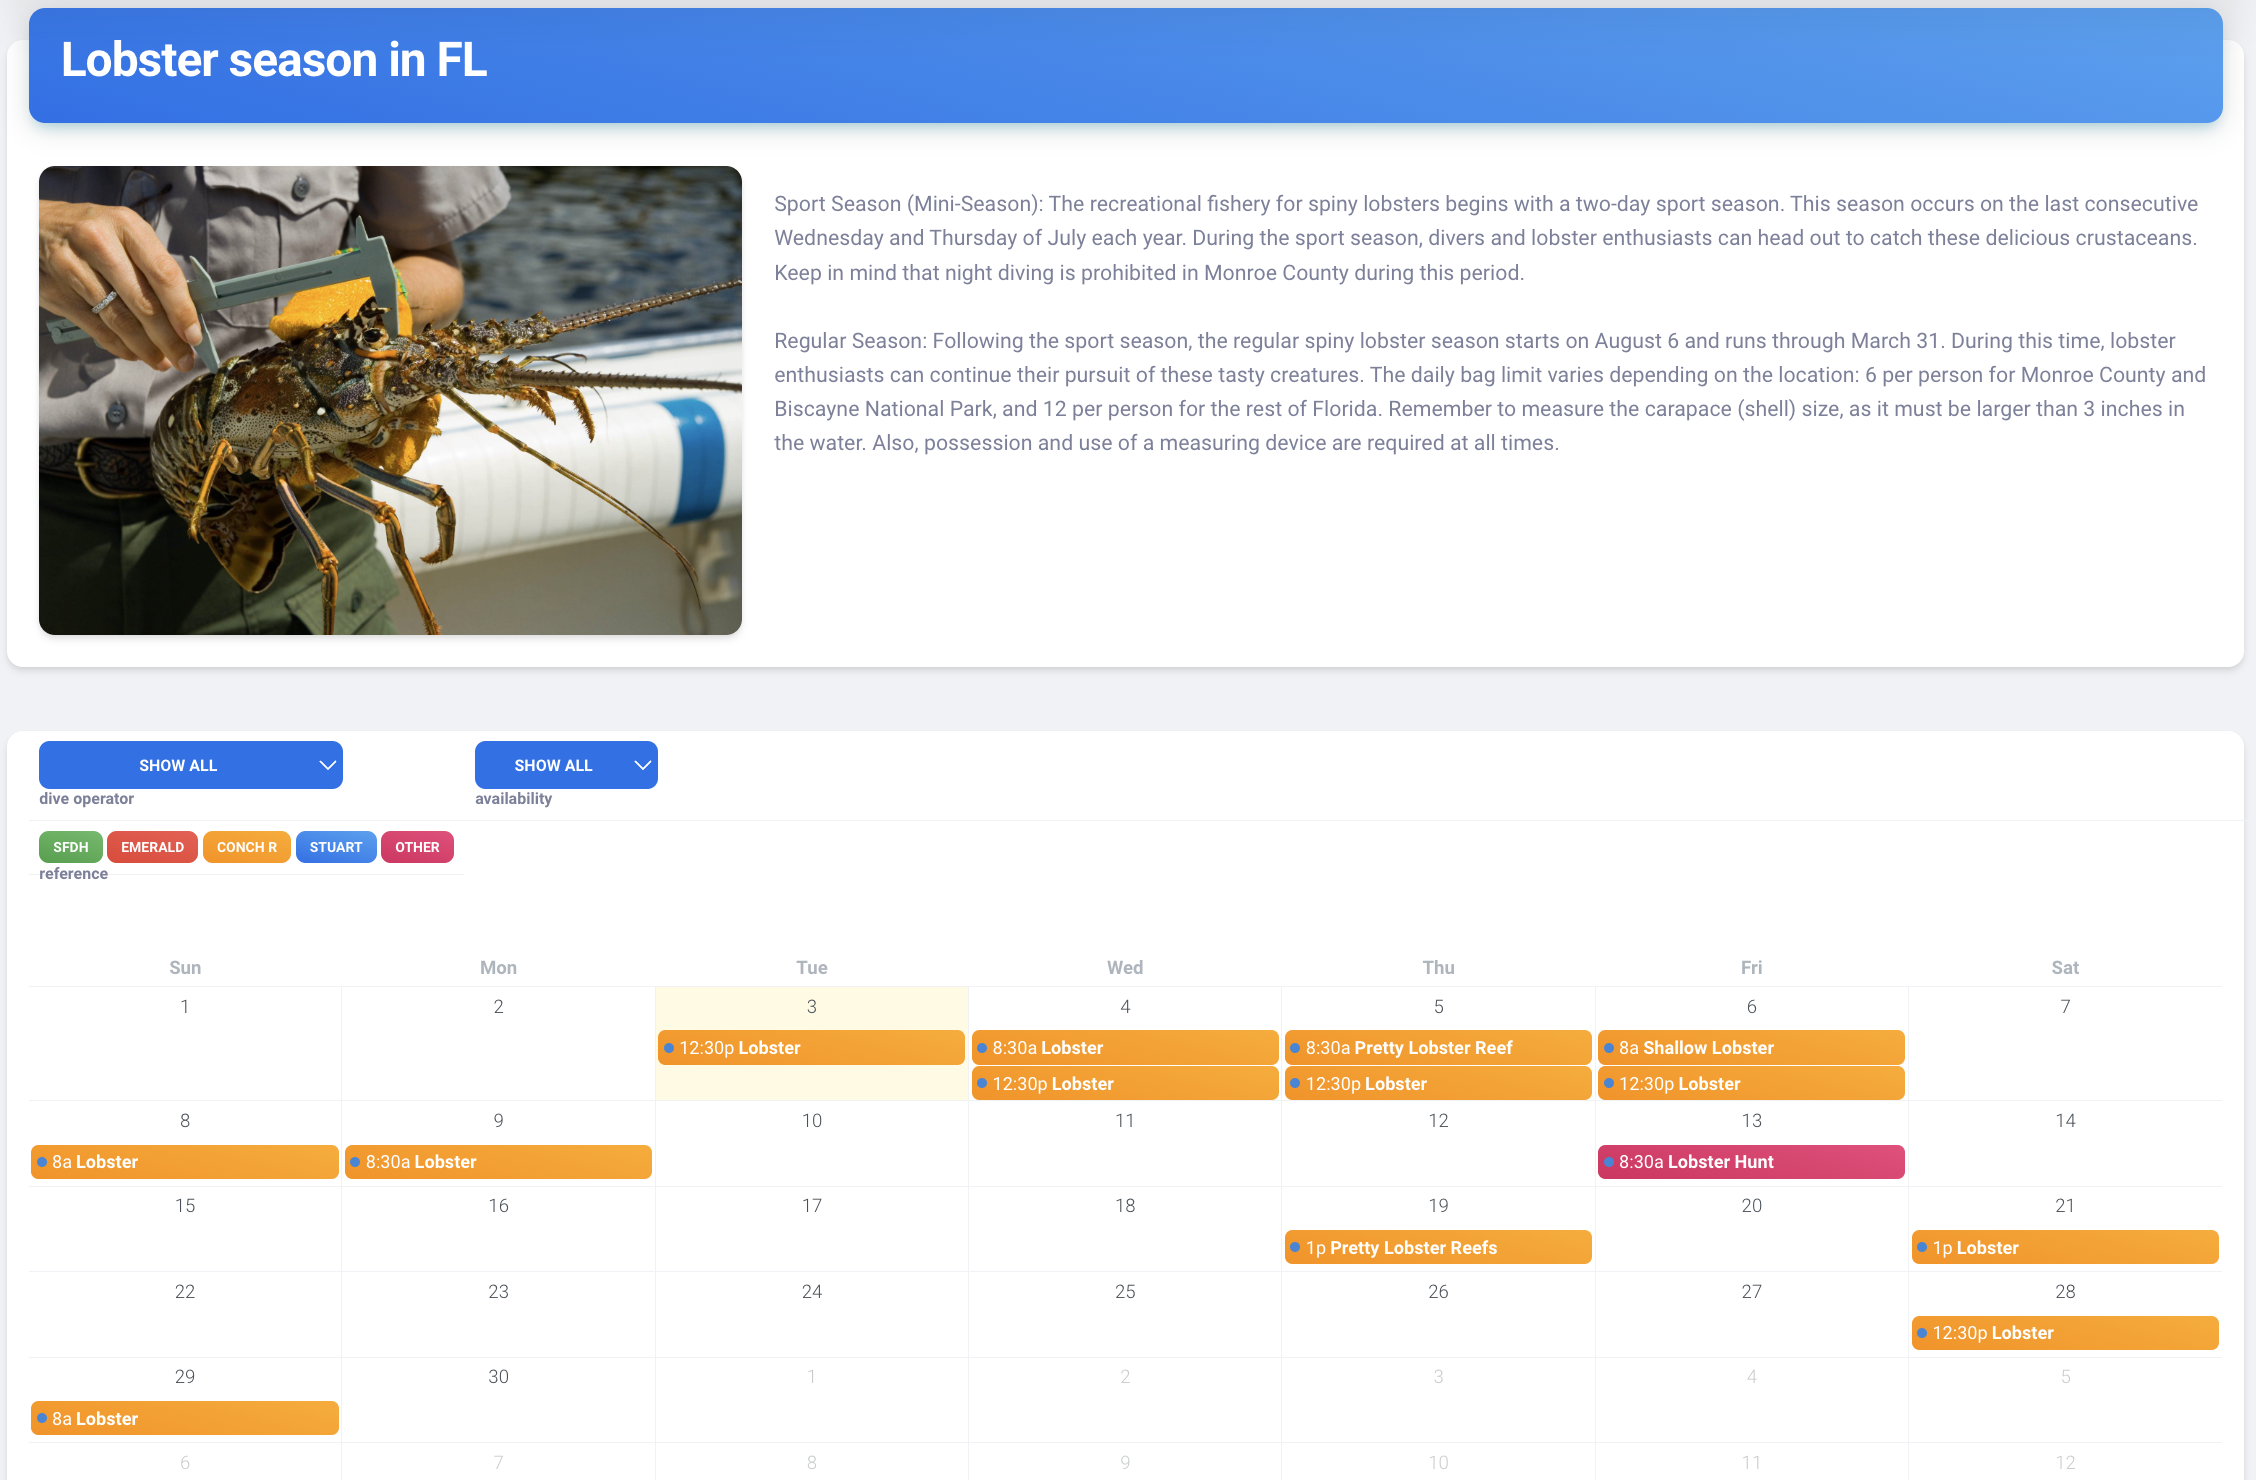 Lobster season in FL
Sport Season (Mini-Season): The recreational fishery for spiny lobsters begins with a two-day sport season. This season occurs on the last consecutive
Wednesday and Thursday of July each year. During the sport season, divers and lobster enthusiasts can head out to catch these delicious crustaceans.
Keep in mind that night diving is prohibited in Monroe County during this period.
Regular Season: Following the sport season, the regular spiny lobster season starts on August 6 and runs through March 31. During this time, lobster
enthusiasts can continue their pursuit of these tasty creatures. The daily bag limit varies depending on the location: 6 per person for Monroe County and
Biscayne National Park, and 12 per person for the rest of Florida. Remember to measure the carapace (shell) size, as it must be larger than 3 inches in
the water. Also, possession and use of a measuring device are required at all times.
SHOW ALL SHOW ALL
dive operator availability
SFDH EMERALD CONCH R STUART OTHER
reference
Sun Mon Tue Wed Thu Fri Sat
1 2 3 4 5 6 7
12:30p Lobster 8:30a Lobster 8:30a Pretty Lobster Reef 8a Shallow Lobster
12:30p Lobster 12:30p Lobster 12:30p Lobster
8 9 10 11 12 13 14
8a Lobster 8:30a Lobster 8:30a Lobster Hunt
15 16 17 18 19 20 21
1p Pretty Lobster Reefs 1p Lobster
22 23 24 25 26 27 28
12:30p Lobster
29 30 1 2 3 4 5
8a Lobster
6 7 8 9 10 11 12